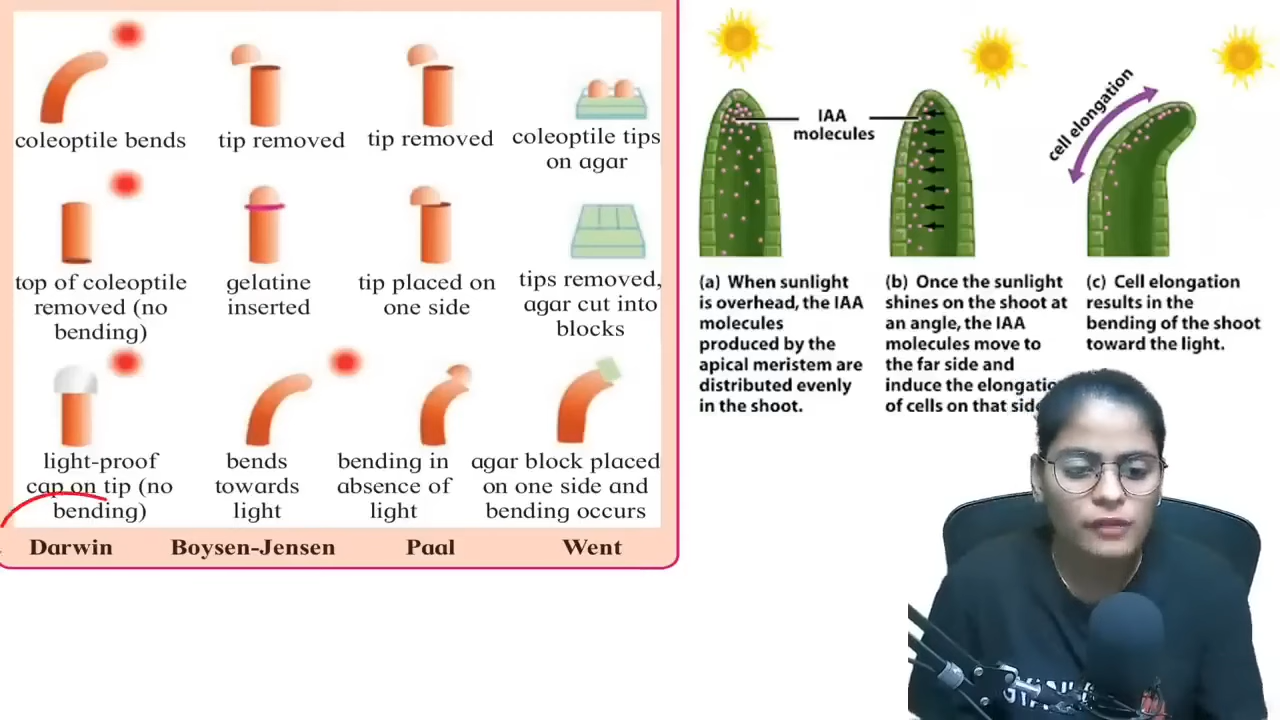 coleoptile bends
tip removed
tip removed
coleoptile tips
on agar
top of coleoptile
removed (no
bending)
gelatine
inserted
tip placed on
one side
tips removed,
agar cut into
blocks
light-proof
cap on tip (no
bending)
bends
towards
light
bending in
absence of
light
agar block placed
on one side and
bending occurs
Darwin
Boysen-Jensen
Paal
Went
IAA
molecules
cell elongation
(a) When sunlight
is overhead, the IAA
molecules
produced by the
apical meristem are
distributed evenly
in the shoot.
(b) Once the sunlight
shines on the shoot at
an angle, the IAA
molecules move to
the far side and
induce the elongatio
of cells on that sid
(c) Cell elongation
results in the
bending of the shoot
toward the light.